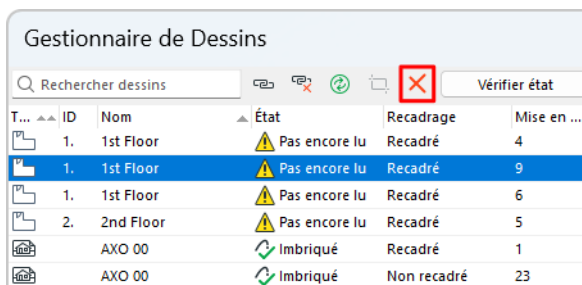 Gestionnaire de Dessins
Rechercher dessins Vérifier état
T... ID Nom État Recadrage Mise en ...
1. 1st Floor Pas encore lu Recadré 4
1. 1st Floor Pas encore lu Recadré 9
1. 1st Floor Pas encore lu Recadré 6
2. 2nd Floor Pas encore lu Recadré 5
AXO 00 Imbriqué Recadré 1
AXO 00 Imbriqué Non recadré 23